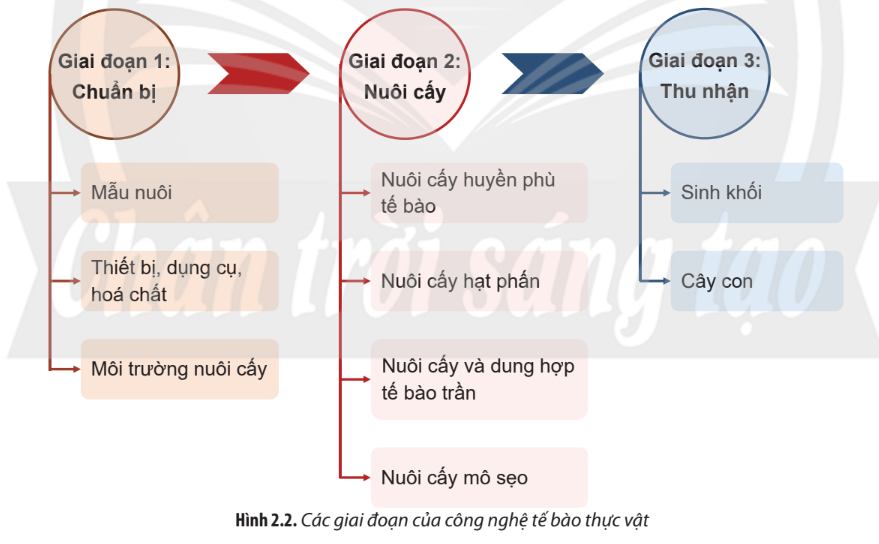 Giai đoạn 1:
Chuẩn bị
Mẫu nuôi
Thiết bị, dụng cụ,
hoá chất
Môi trường nuôi cấy
Giai đoạn 2:
Nuôi cấy
Nuôi cấy huyền phù
tế bào
Nuôi cấy hạt phấn
Nuôi cấy và dung hợp
tế bào trần
Nuôi cấy mô sẹo
Giai đoạn 3:
Thu nhận
Sinh khối
Cây con
Chân trời sáng tạo
Hình 2.2. Các giai đoạn của công nghệ tế bào thực vật